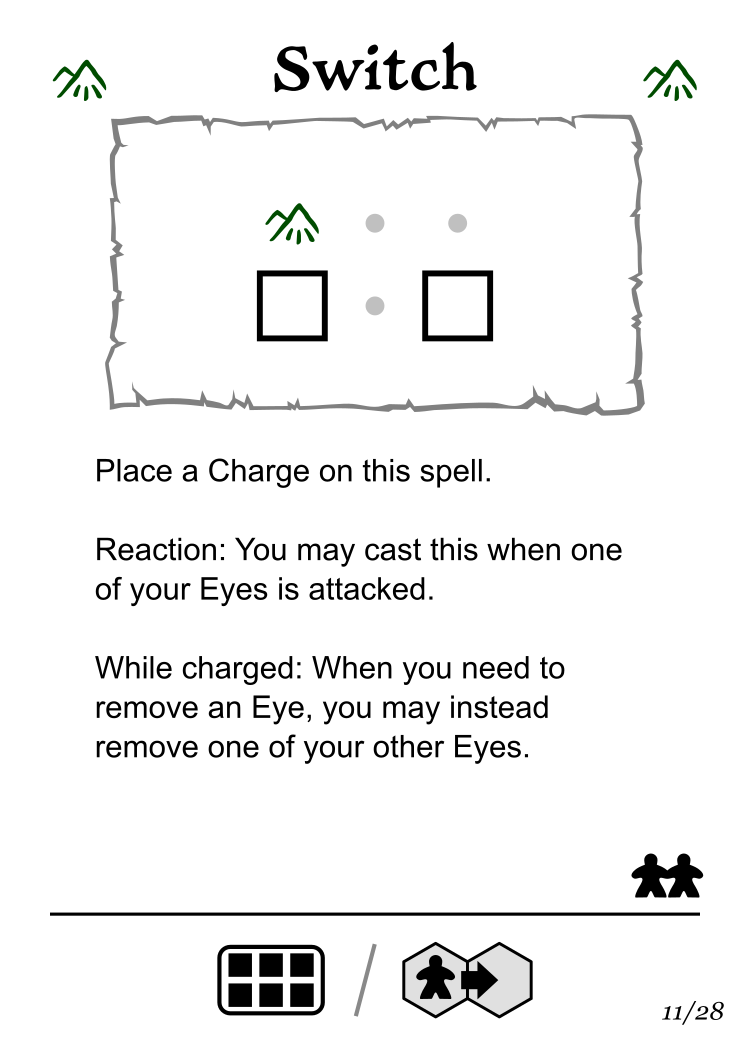 Switch
Place a Charge on this spell.
Reaction: You may cast this when one
of your Eyes is attacked.
While charged: When you need to
remove an Eye, you may instead
remove one of your other Eyes.
11/28